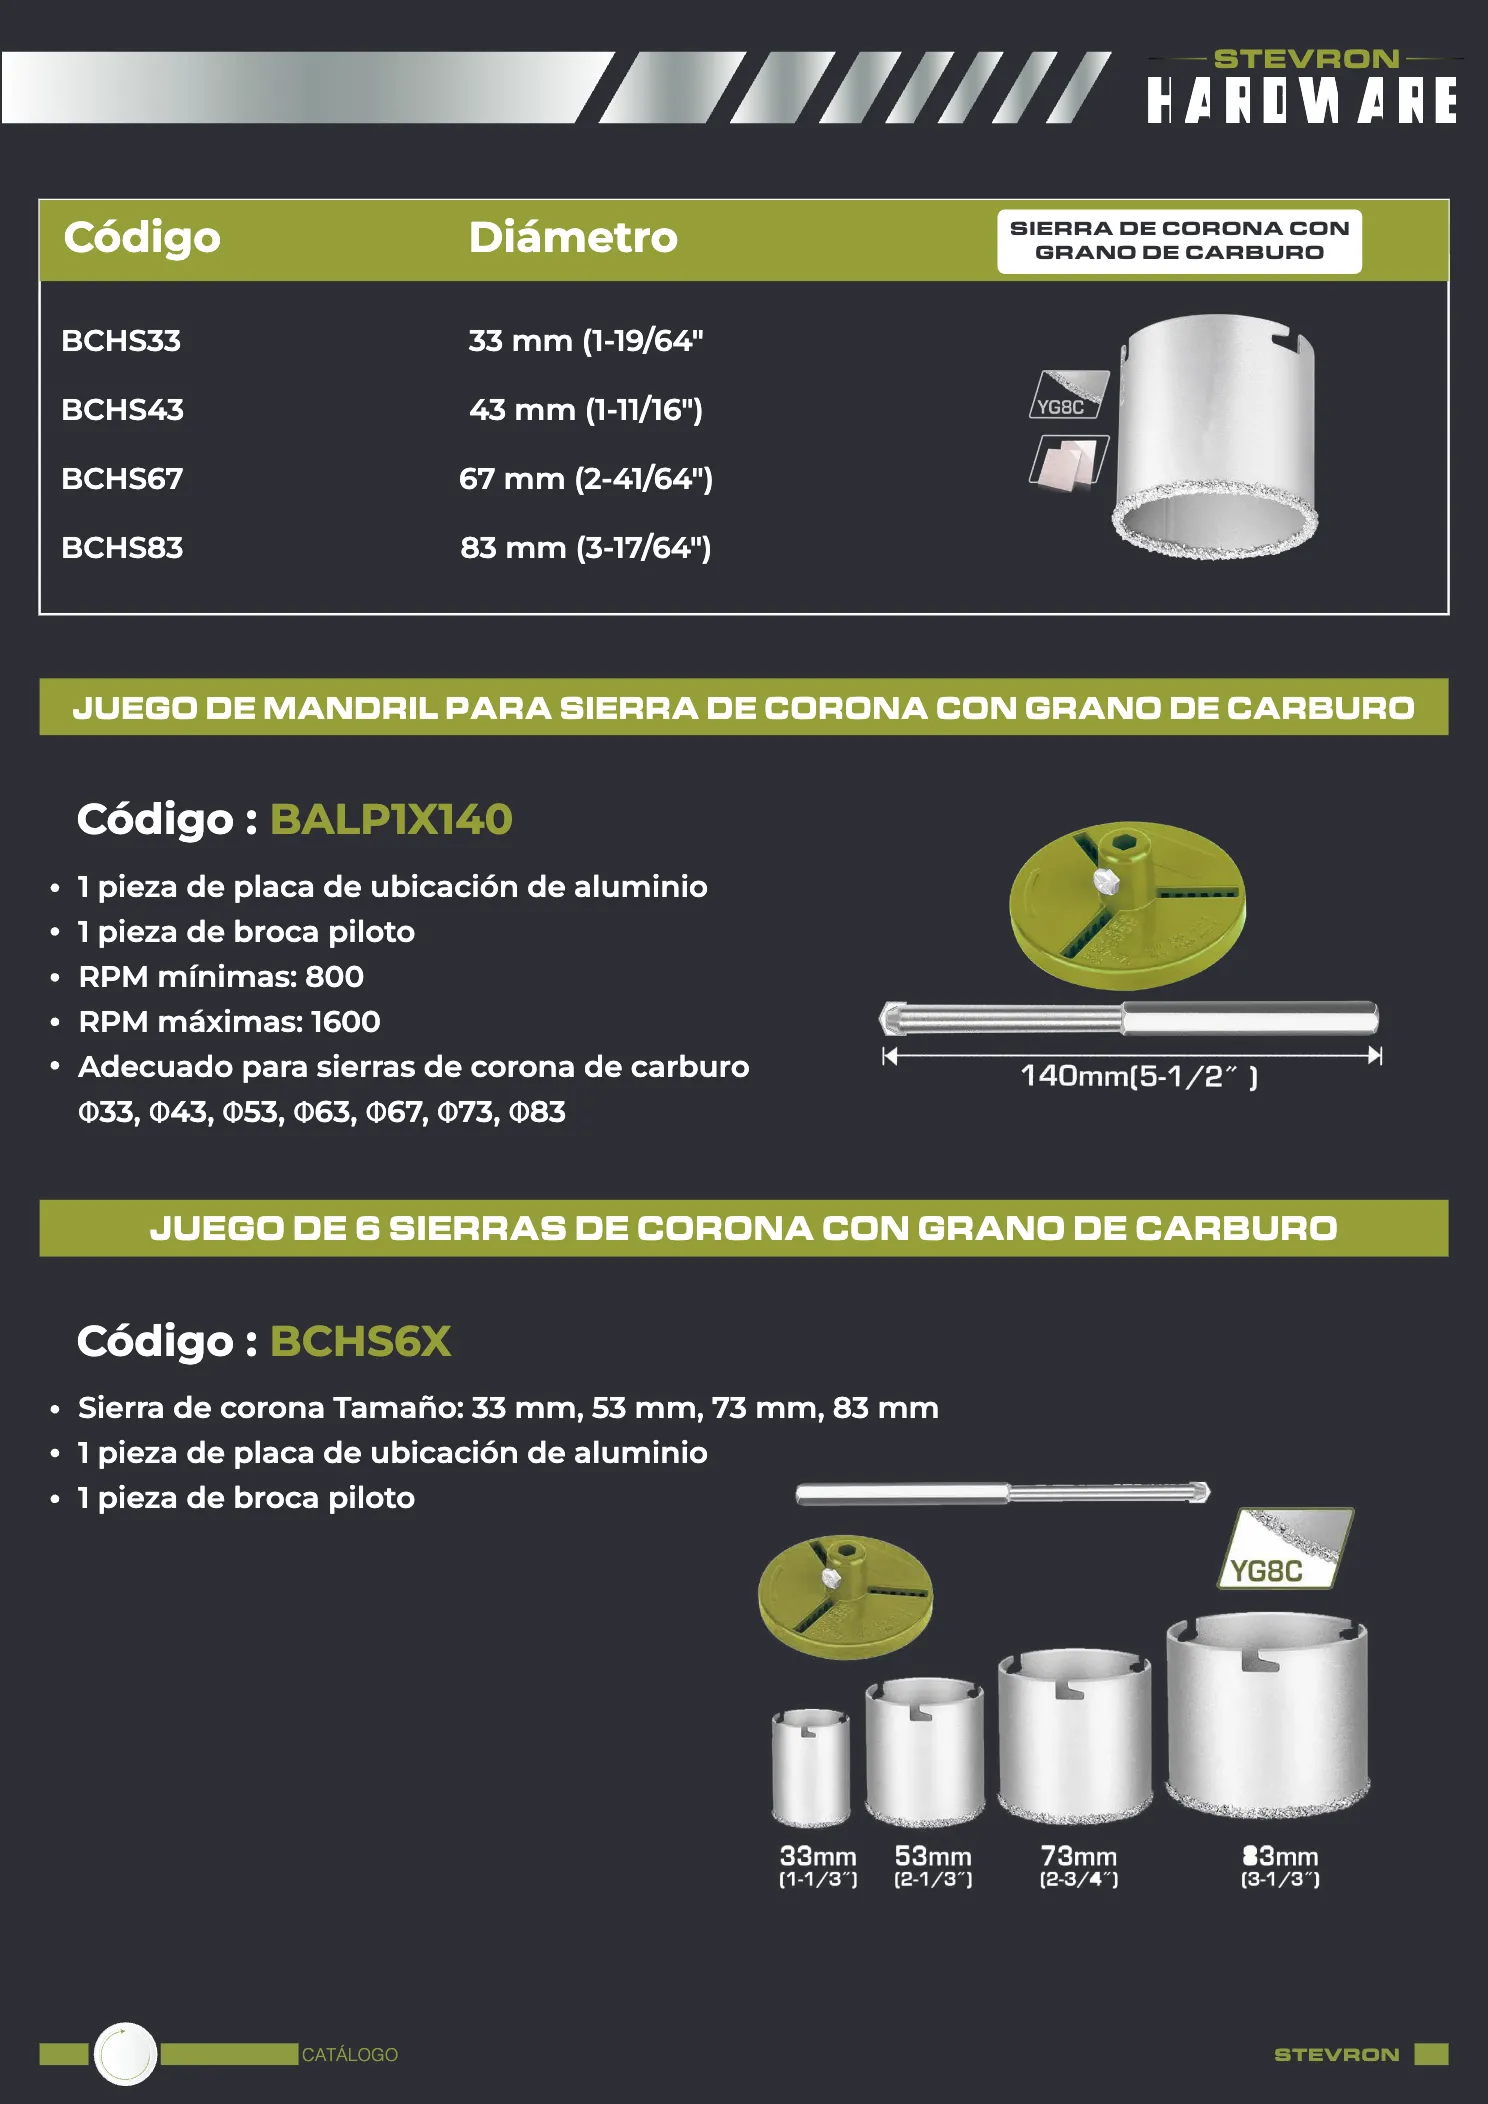 STEVRON
HARDWARE
Código Diámetro
SIERRA DE CORONA CON
GRANO DE CARBURO
BCHS33 33 mm (1-19/64"
BCHS43 43 mm (1-11/16")
BCHS67 67 mm (2-41/64")
BCHS83 83 mm (3-17/64")
YG8C
JUEGO DE MANDRIL PARA SIERRA DE CORONA CON GRANO DE CARBURO
Código : BALP1X140
• 1 pieza de placa de ubicación de aluminio
• 1 pieza de broca piloto
• RPM mínimas: 800
• RPM máximas: 1600
• Adecuado para sierras de corona de carburo
Φ33, Φ43, Φ53, Φ63, Φ67, Φ73, Φ83
140mm(5-1/2″ )
JUEGO DE 6 SIERRAS DE CORONA CON GRANO DE CARBURO
Código : BCHS6X
• Sierra de corona Tamaño: 33 mm, 53 mm, 73 mm, 83 mm
• 1 pieza de placa de ubicación de aluminio
• 1 pieza de broca piloto
YG8C
33mm 53mm 73mm 83mm
(1-1/3″) (2-1/3″) (2-3/4″) (3-1/3″)
CATÁLOGO
STEVRON